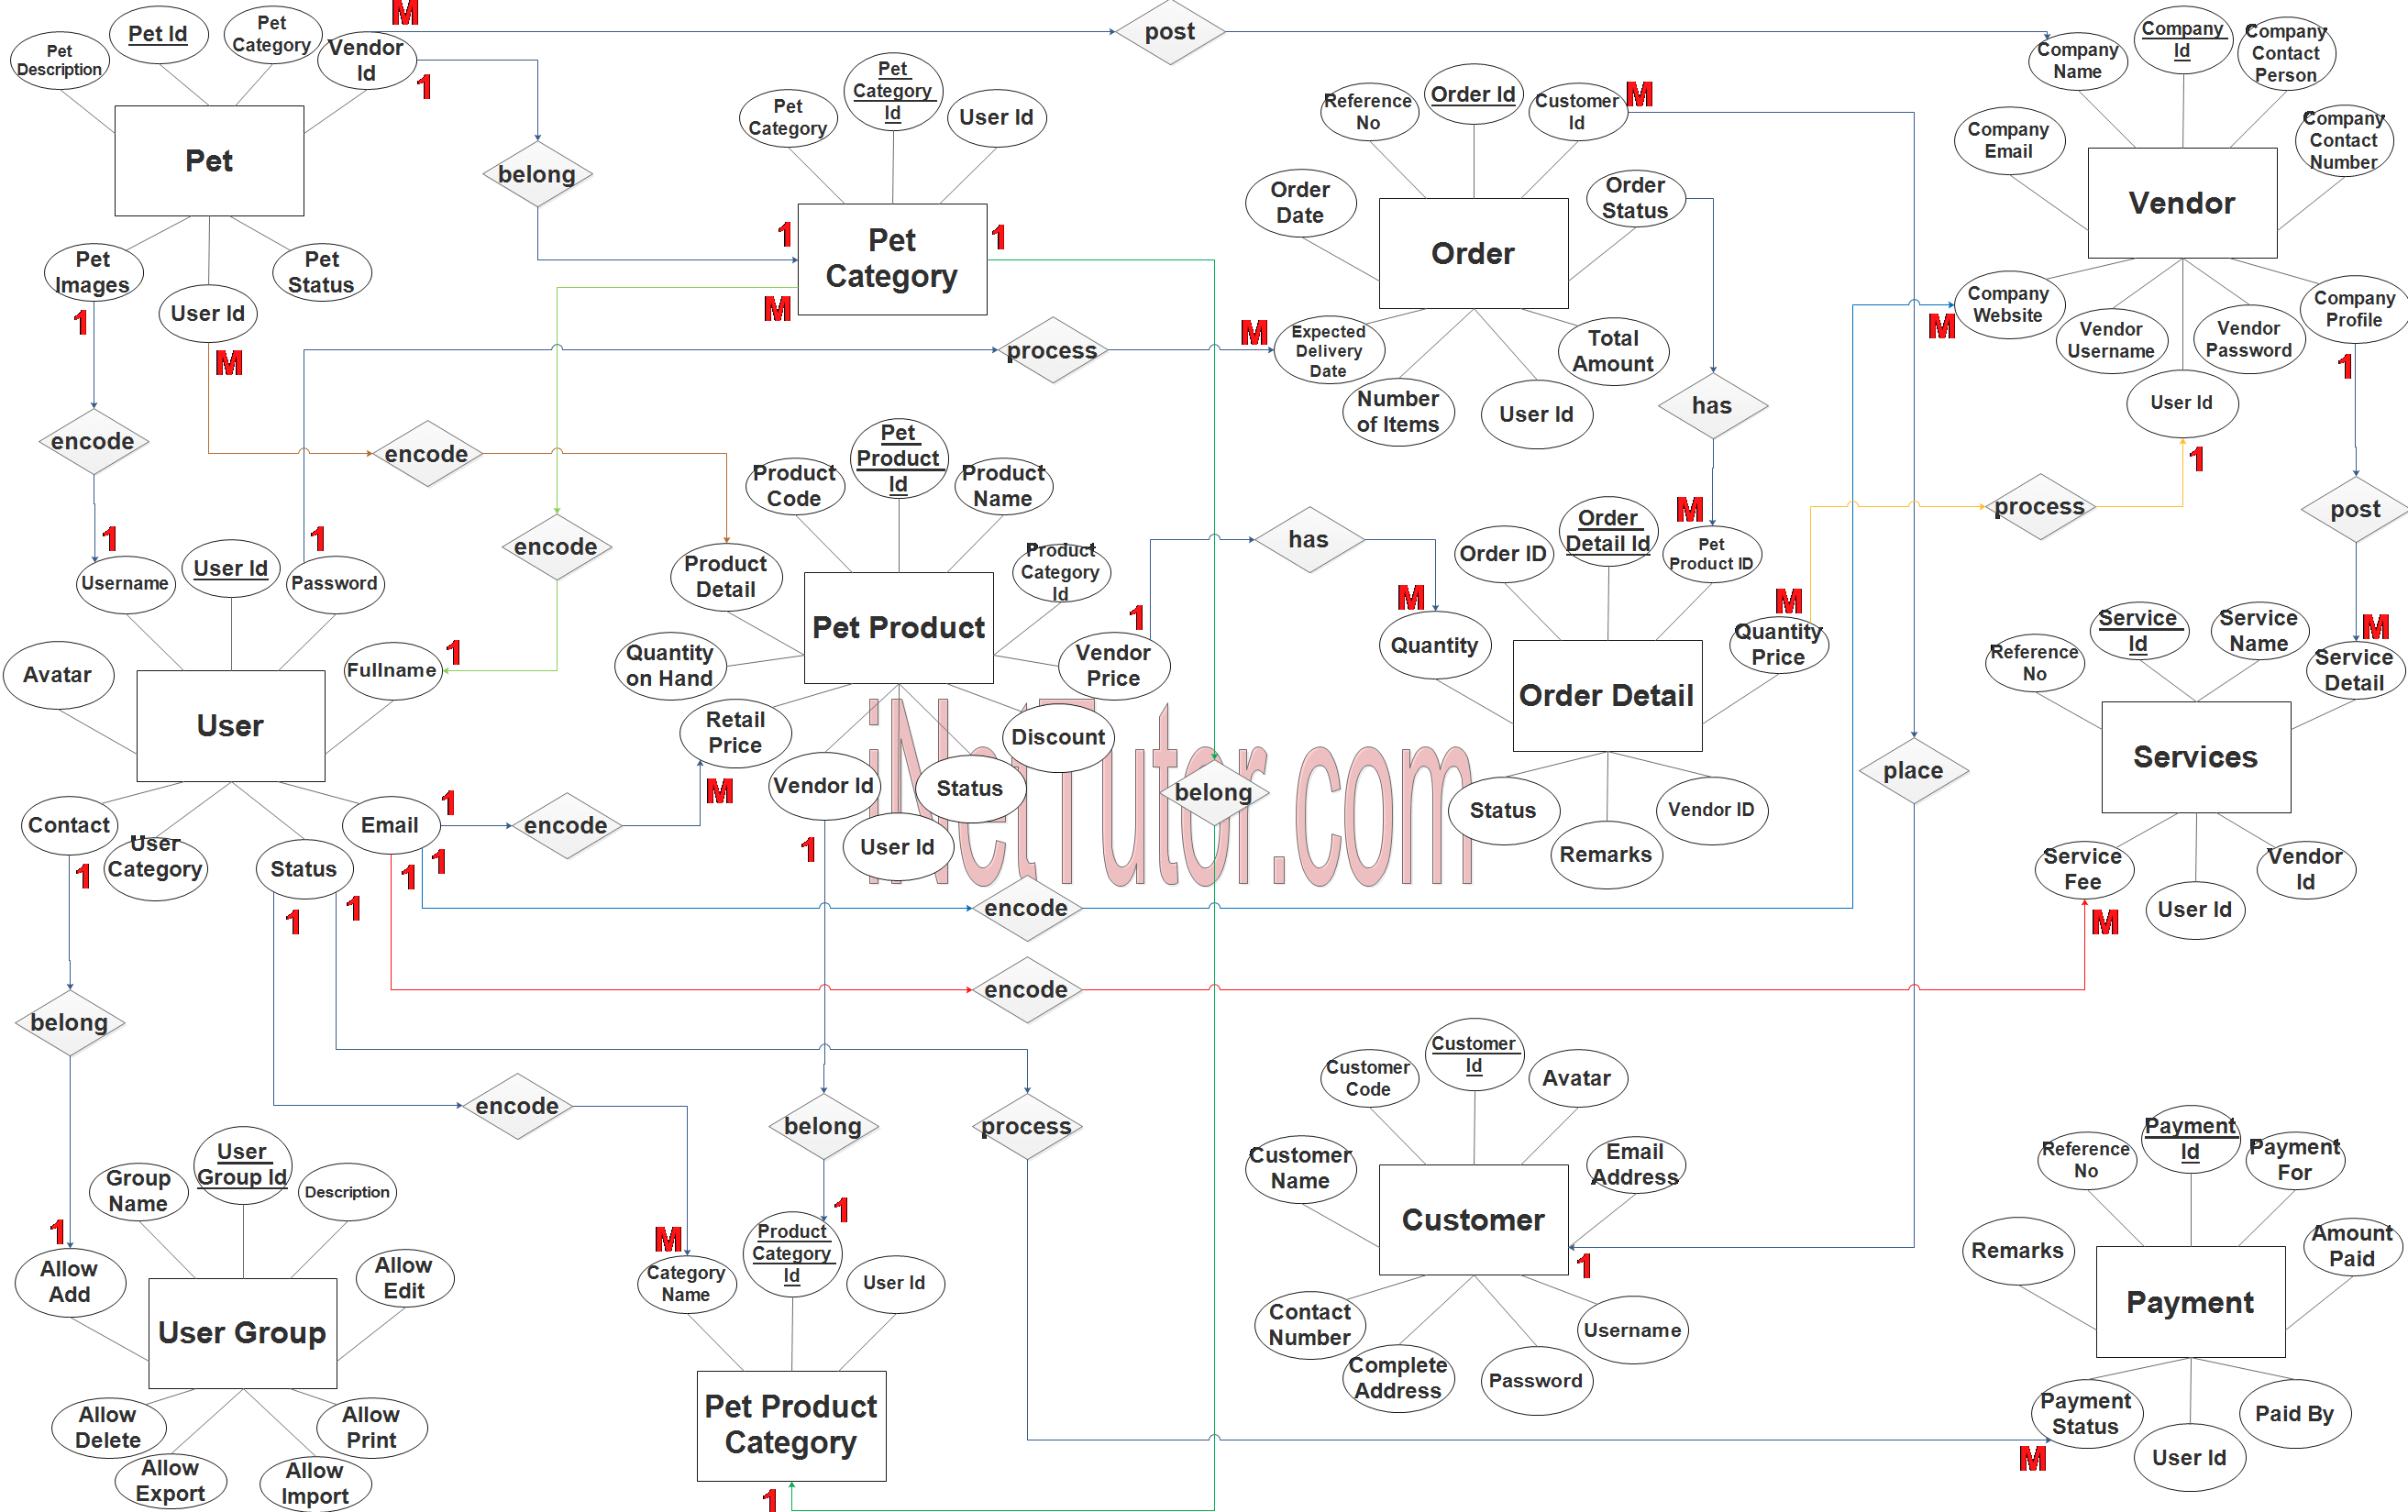 M
post
Pet
Description
Pet Id
Pet
Category
Vendor
Id
1
Pet
belong
Pet
Images
1
User Id
M
Pet
Status
encode
encode
Pet
Category
Pet
Category
Id
User Id
1
Pet
Category
1
M
process
M
encode
Reference
No
Order Id
Customer
Id
M
Order
Date
Order
Status
Order
Expected
Delivery
Date
Number
of Items
User Id
Total
Amount
has
Company
Name
Company
Id
Company
Contact
Person
Company
Email
Company
Contact
Number
Vendor
Company
Website
M
Vendor
Username
User Id
1
Vendor
Password
Company
Profile
1
process
post
1
Username
User Id
1
Password
Avatar
Fullname
1
User
Contact
1
User
Category
Status
1
1
Email
1
1
1
encode
belong
Product
Code
Pet
Product
Id
Product
Name
Product
Detail
Product
Category
Id
Pet Product
Quantity
on Hand
Vendor
Price
1
Retail
Price
M
Vendor Id
1
User Id
Status
Discount
iNetTutor.com
has
belong
encode
encode
Order ID
Order
Detail Id
M
Pet
Product ID
M
Quantity
M
Quantity
Price
Order Detail
Status
Remarks
Vendor ID
place
Reference
No
Service
Id
Service
Name
M
Service
Detail
Services
Service
Fee
M
User Id
Vendor
Id
encode
belong
process
Group
Name
User
Group Id
Description
1
Allow
Add
Allow
Edit
User Group
Allow
Delete
Allow
Export
Allow
Import
Allow
Print
M
Category
Name
1
Product
Category
Id
User Id
Pet Product
Category
1
Customer
Code
Customer
Id
Avatar
Customer
Name
Email
Address
Customer
1
Contact
Number
Complete
Address
Password
Username
Reference
No
Payment
Id
Payment
For
Remarks
Amount
Paid
Payment
Payment
Status
M
User Id
Paid By